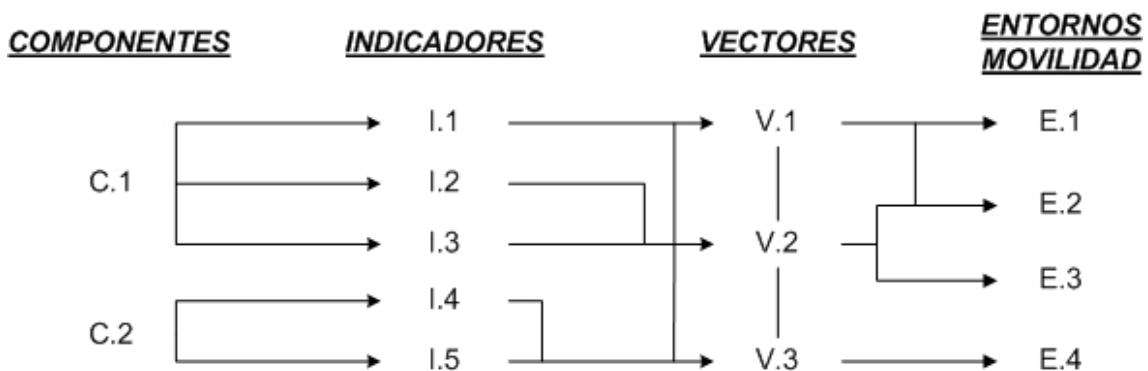 COMPONENTES INDICADORES VECTORES ENTORNOS
MOVILIDAD
I.1 V.1 E.1
C.1 I.2 E.2
I.3 V.2
E.3
I.4
C.2
I.5 V.3 E.4